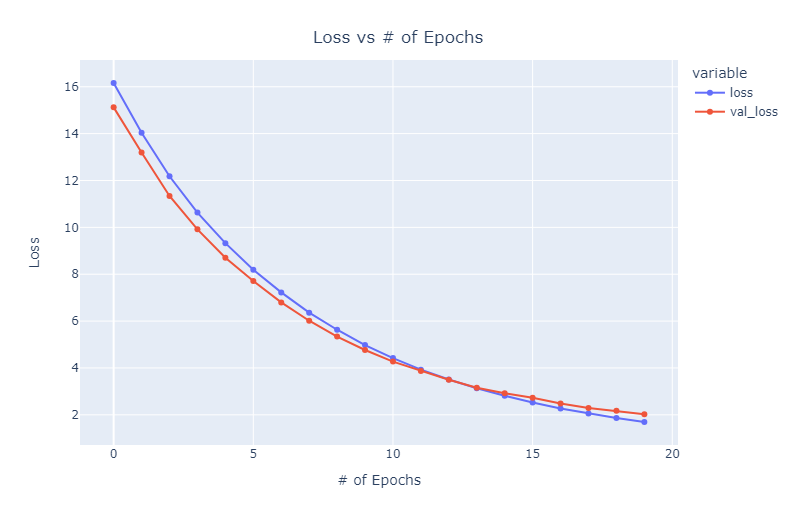 Loss vs # of Epochs
variable
loss
val_loss
16
14
12
10
8
6
4
2
Loss
0 5 10 15 20
# of Epochs